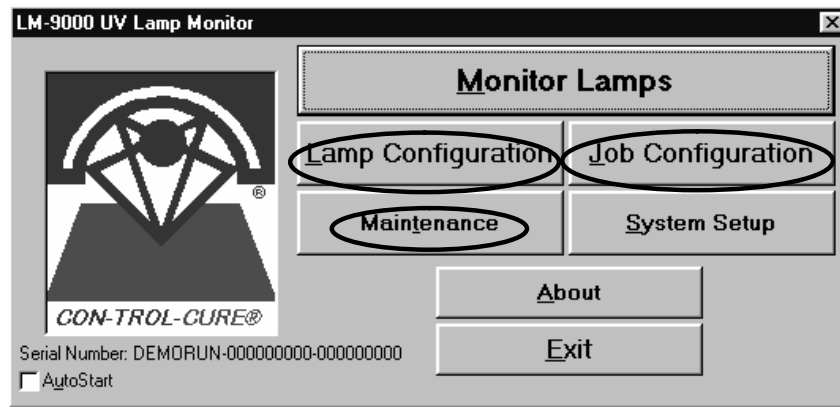 LM-9000 UV Lamp Monitor
Monitor Lamps
Lamp Configuration
Job Configuration
Maintenance
System Setup
About
Exit
®
CON-TROL-CURE®
Serial Number: DEMORUN-000000000-000000000
AutoStart